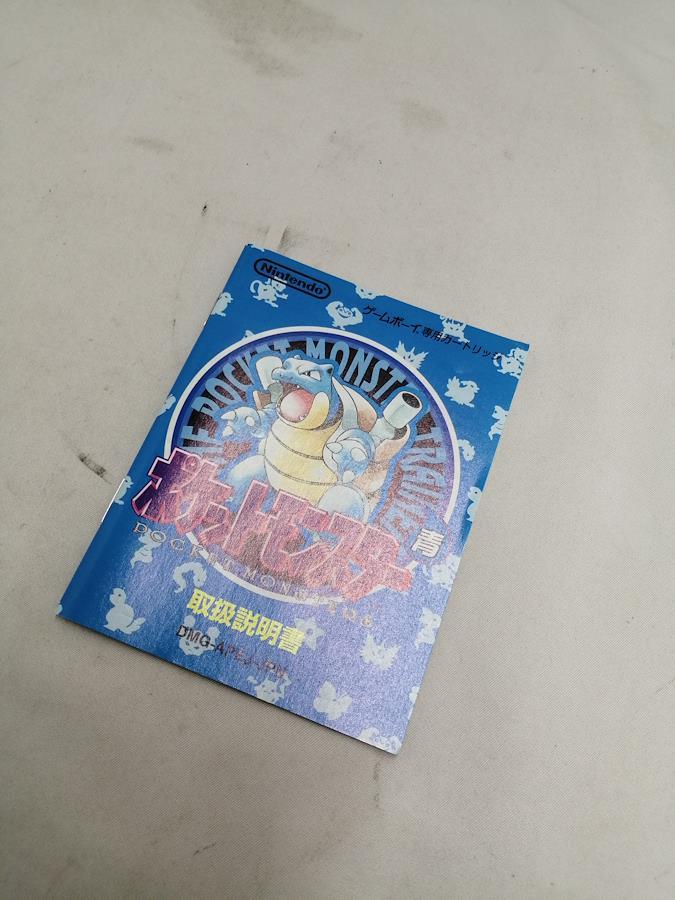 Nintendo
ゲームボーイ専用カートリッジ
ポケットモンスター
青
POCKET MONSTERS
取扱説明書
DMG-APEJ-JPN